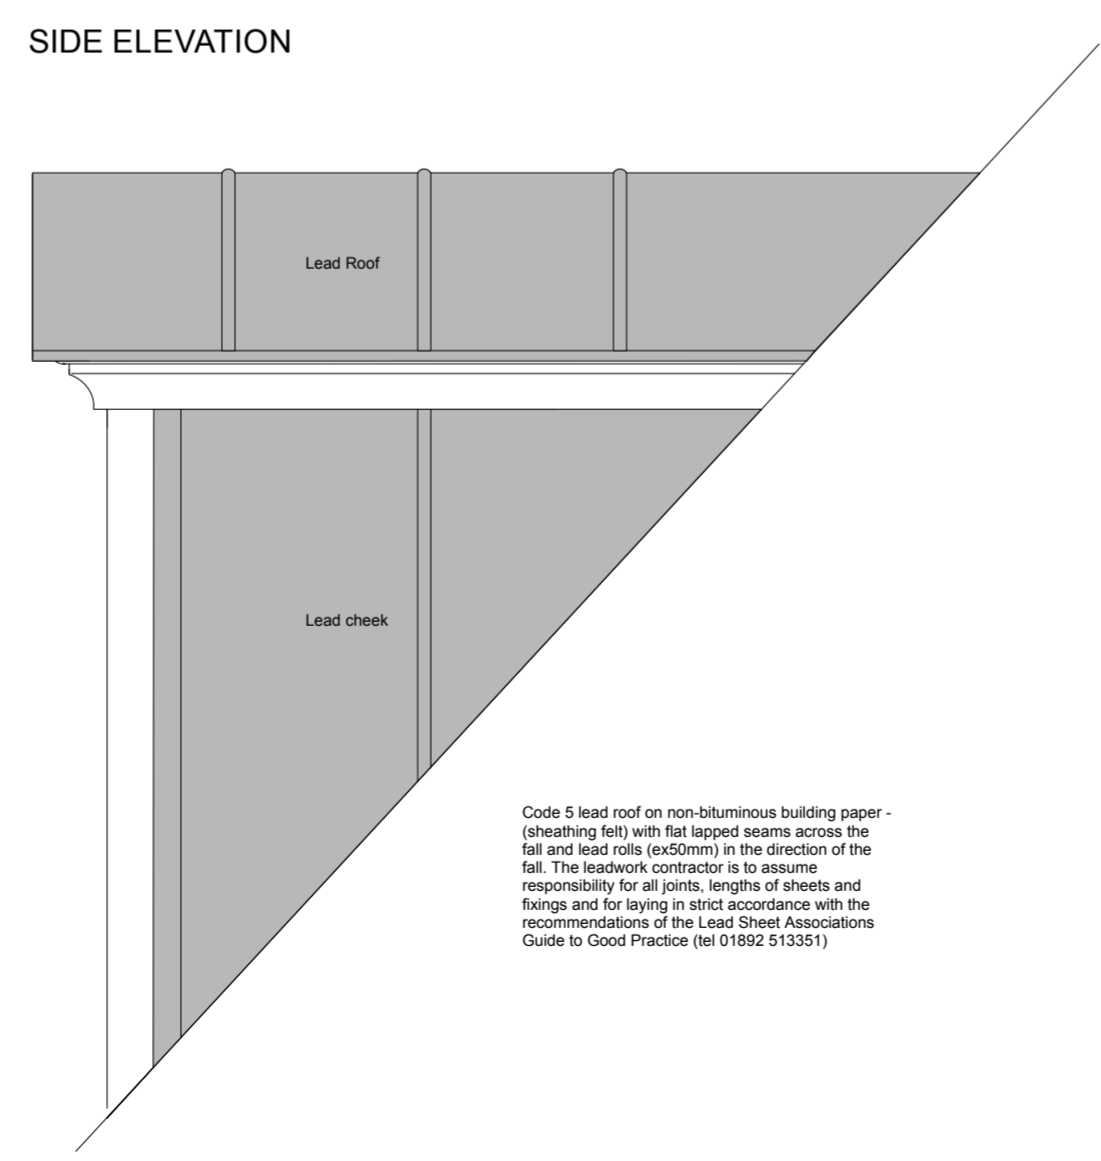 SIDE ELEVATION
Lead Roof
Lead cheek
Code 5 lead roof on non-bituminous building paper -
(sheathing felt) with flat lapped seams across the
fall and lead rolls (ex50mm) in the direction of the
fall. The leadwork contractor is to assume
responsibility for all joints, lengths of sheets and
fixings and for laying in strict accordance with the
recommendations of the Lead Sheet Associations
Guide to Good Practice (tel 01892 513351)